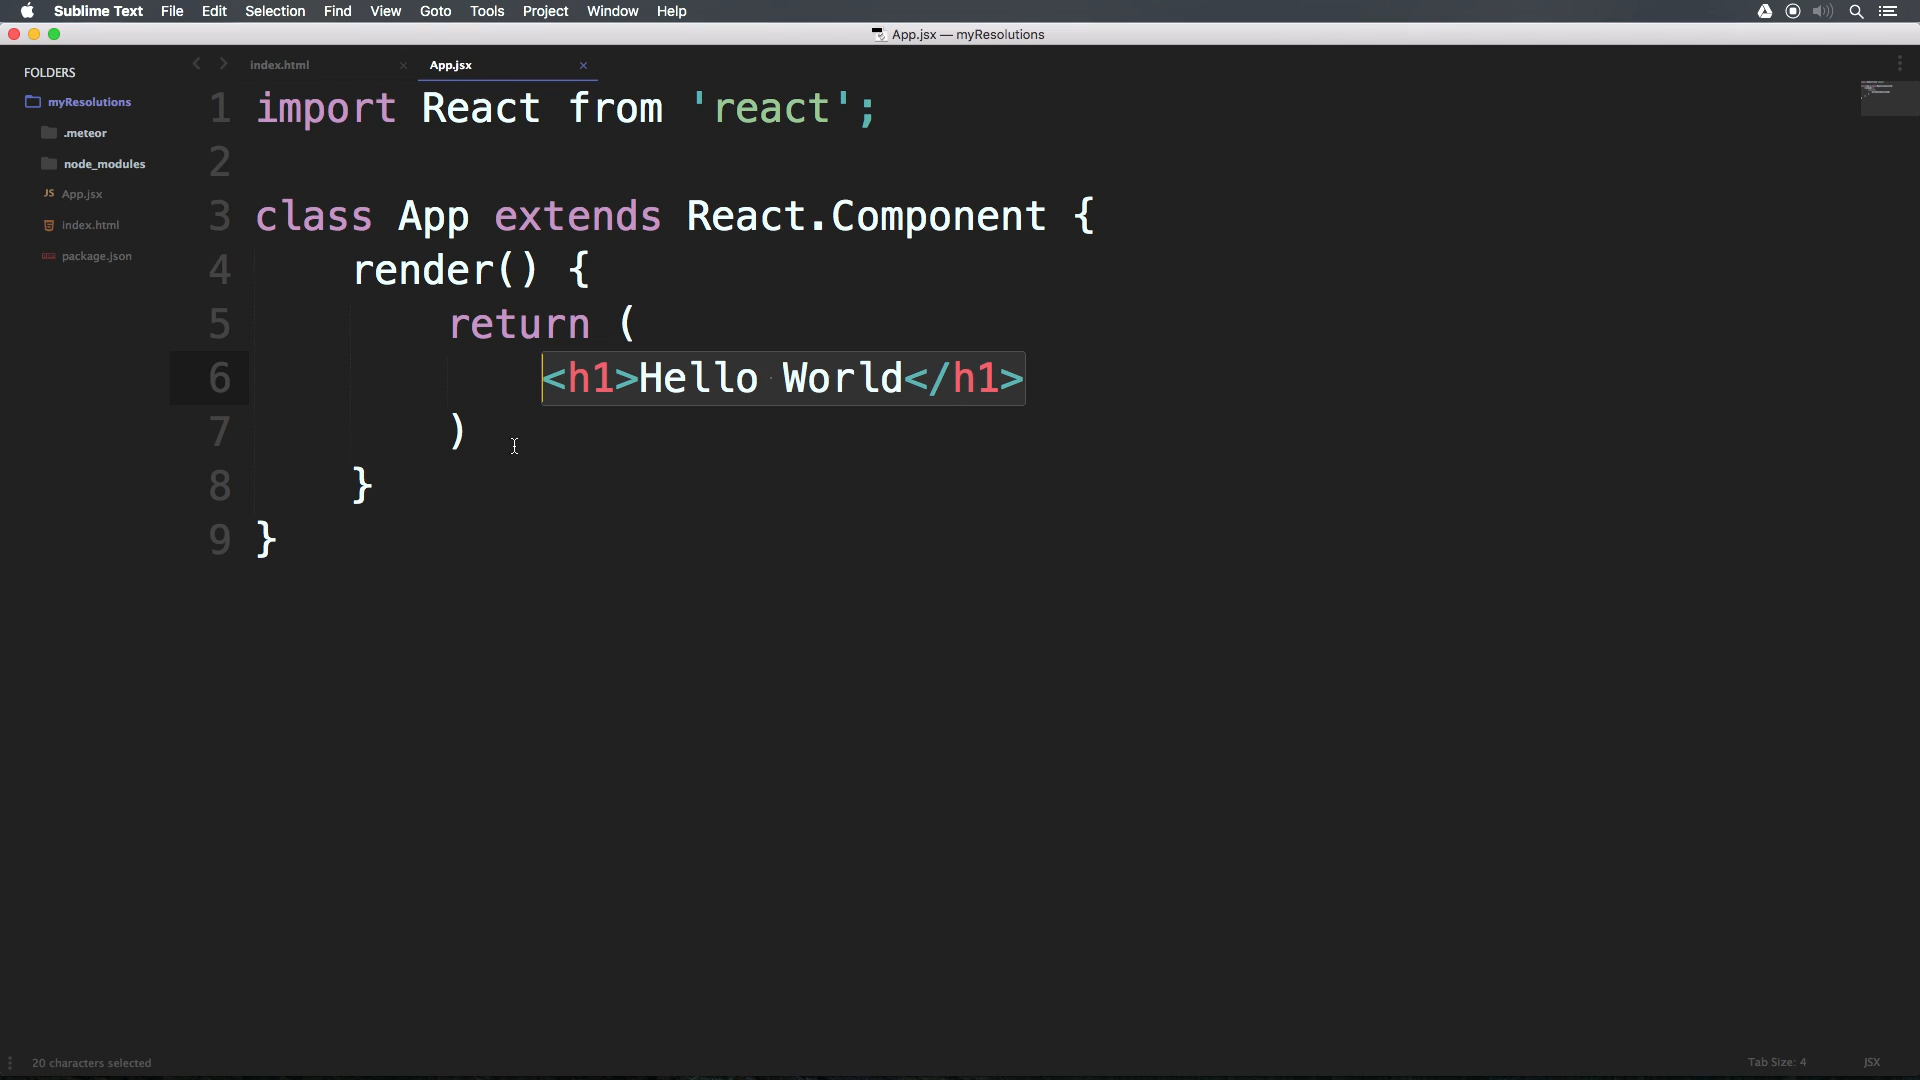 Sublime Text File Edit Selection Find View Goto Tools Project Window Help
App.jsx — myResolutions
FOLDERS
myResolutions
.meteor
node_modules
JS App.jsx
index.html
package.json
index.html App.jsx
1 import React from 'react';
2
3 class App extends React.Component {
4 render() {
5 return (
6 <h1>Hello World</h1>
7 )
8 }
9 }
20 characters selected Tab Size: 4 JSX